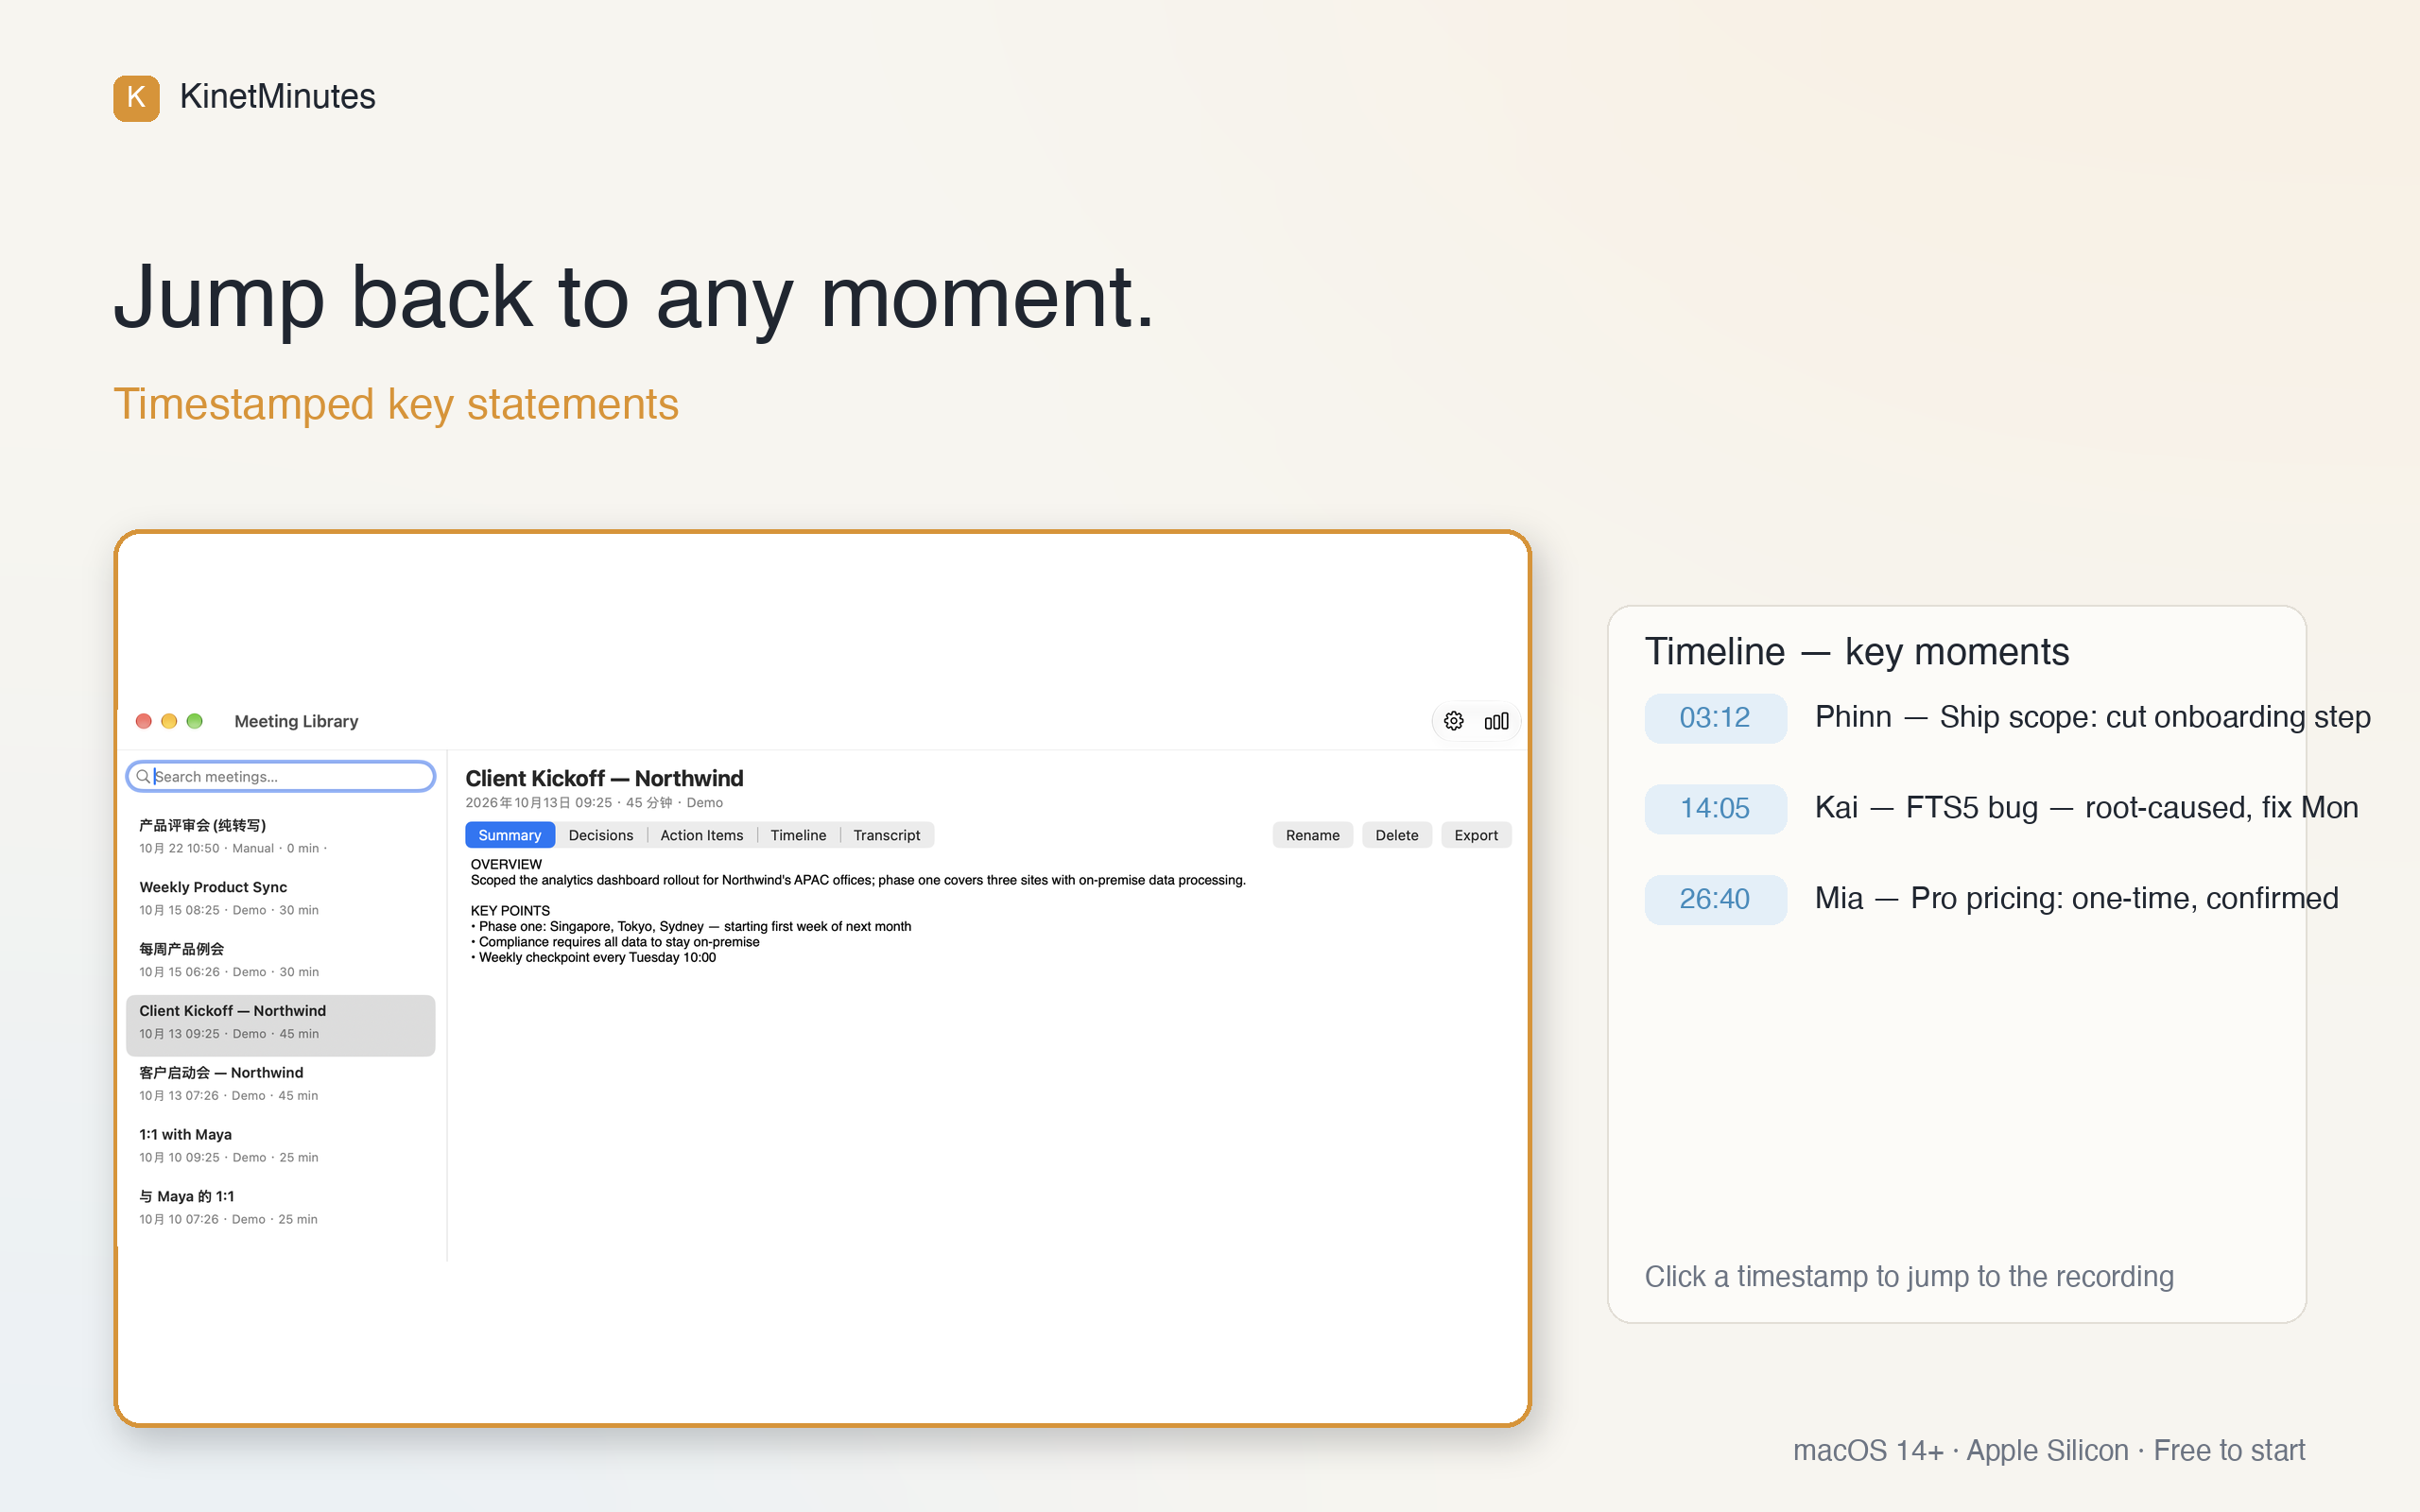 K KinetMinutes
Jump back to any moment.
Timestamped key statements
Meeting Library
Search meetings...
产品评审会 (纯转写)
10月 22 10:50 · Manual · 0 min ·
Weekly Product Sync
10月 15 08:25 · Demo · 30 min
每周产品例会
10月 15 06:26 · Demo · 30 min
Client Kickoff — Northwind
10月 13 09:25 · Demo · 45 min
客户启动会 — Northwind
10月 13 07:26 · Demo · 45 min
1:1 with Maya
10月 10 09:25 · Demo · 25 min
与 Maya 的 1:1
10月 10 07:26 · Demo · 25 min
Client Kickoff — Northwind
2026年10月13日 09:25 · 45 分钟 · Demo
Summary Decisions Action Items Timeline Transcript Rename Delete Export
OVERVIEW
Scoped the analytics dashboard rollout for Northwind's APAC offices; phase one covers three sites with on-premise data processing.
KEY POINTS
• Phase one: Singapore, Tokyo, Sydney — starting first week of next month
• Compliance requires all data to stay on-premise
• Weekly checkpoint every Tuesday 10:00
Timeline — key moments
03:12 Phinn — Ship scope: cut onboarding step
14:05 Kai — FTS5 bug — root-caused, fix Mon
26:40 Mia — Pro pricing: one-time, confirmed
Click a timestamp to jump to the recording
macOS 14+ · Apple Silicon · Free to start